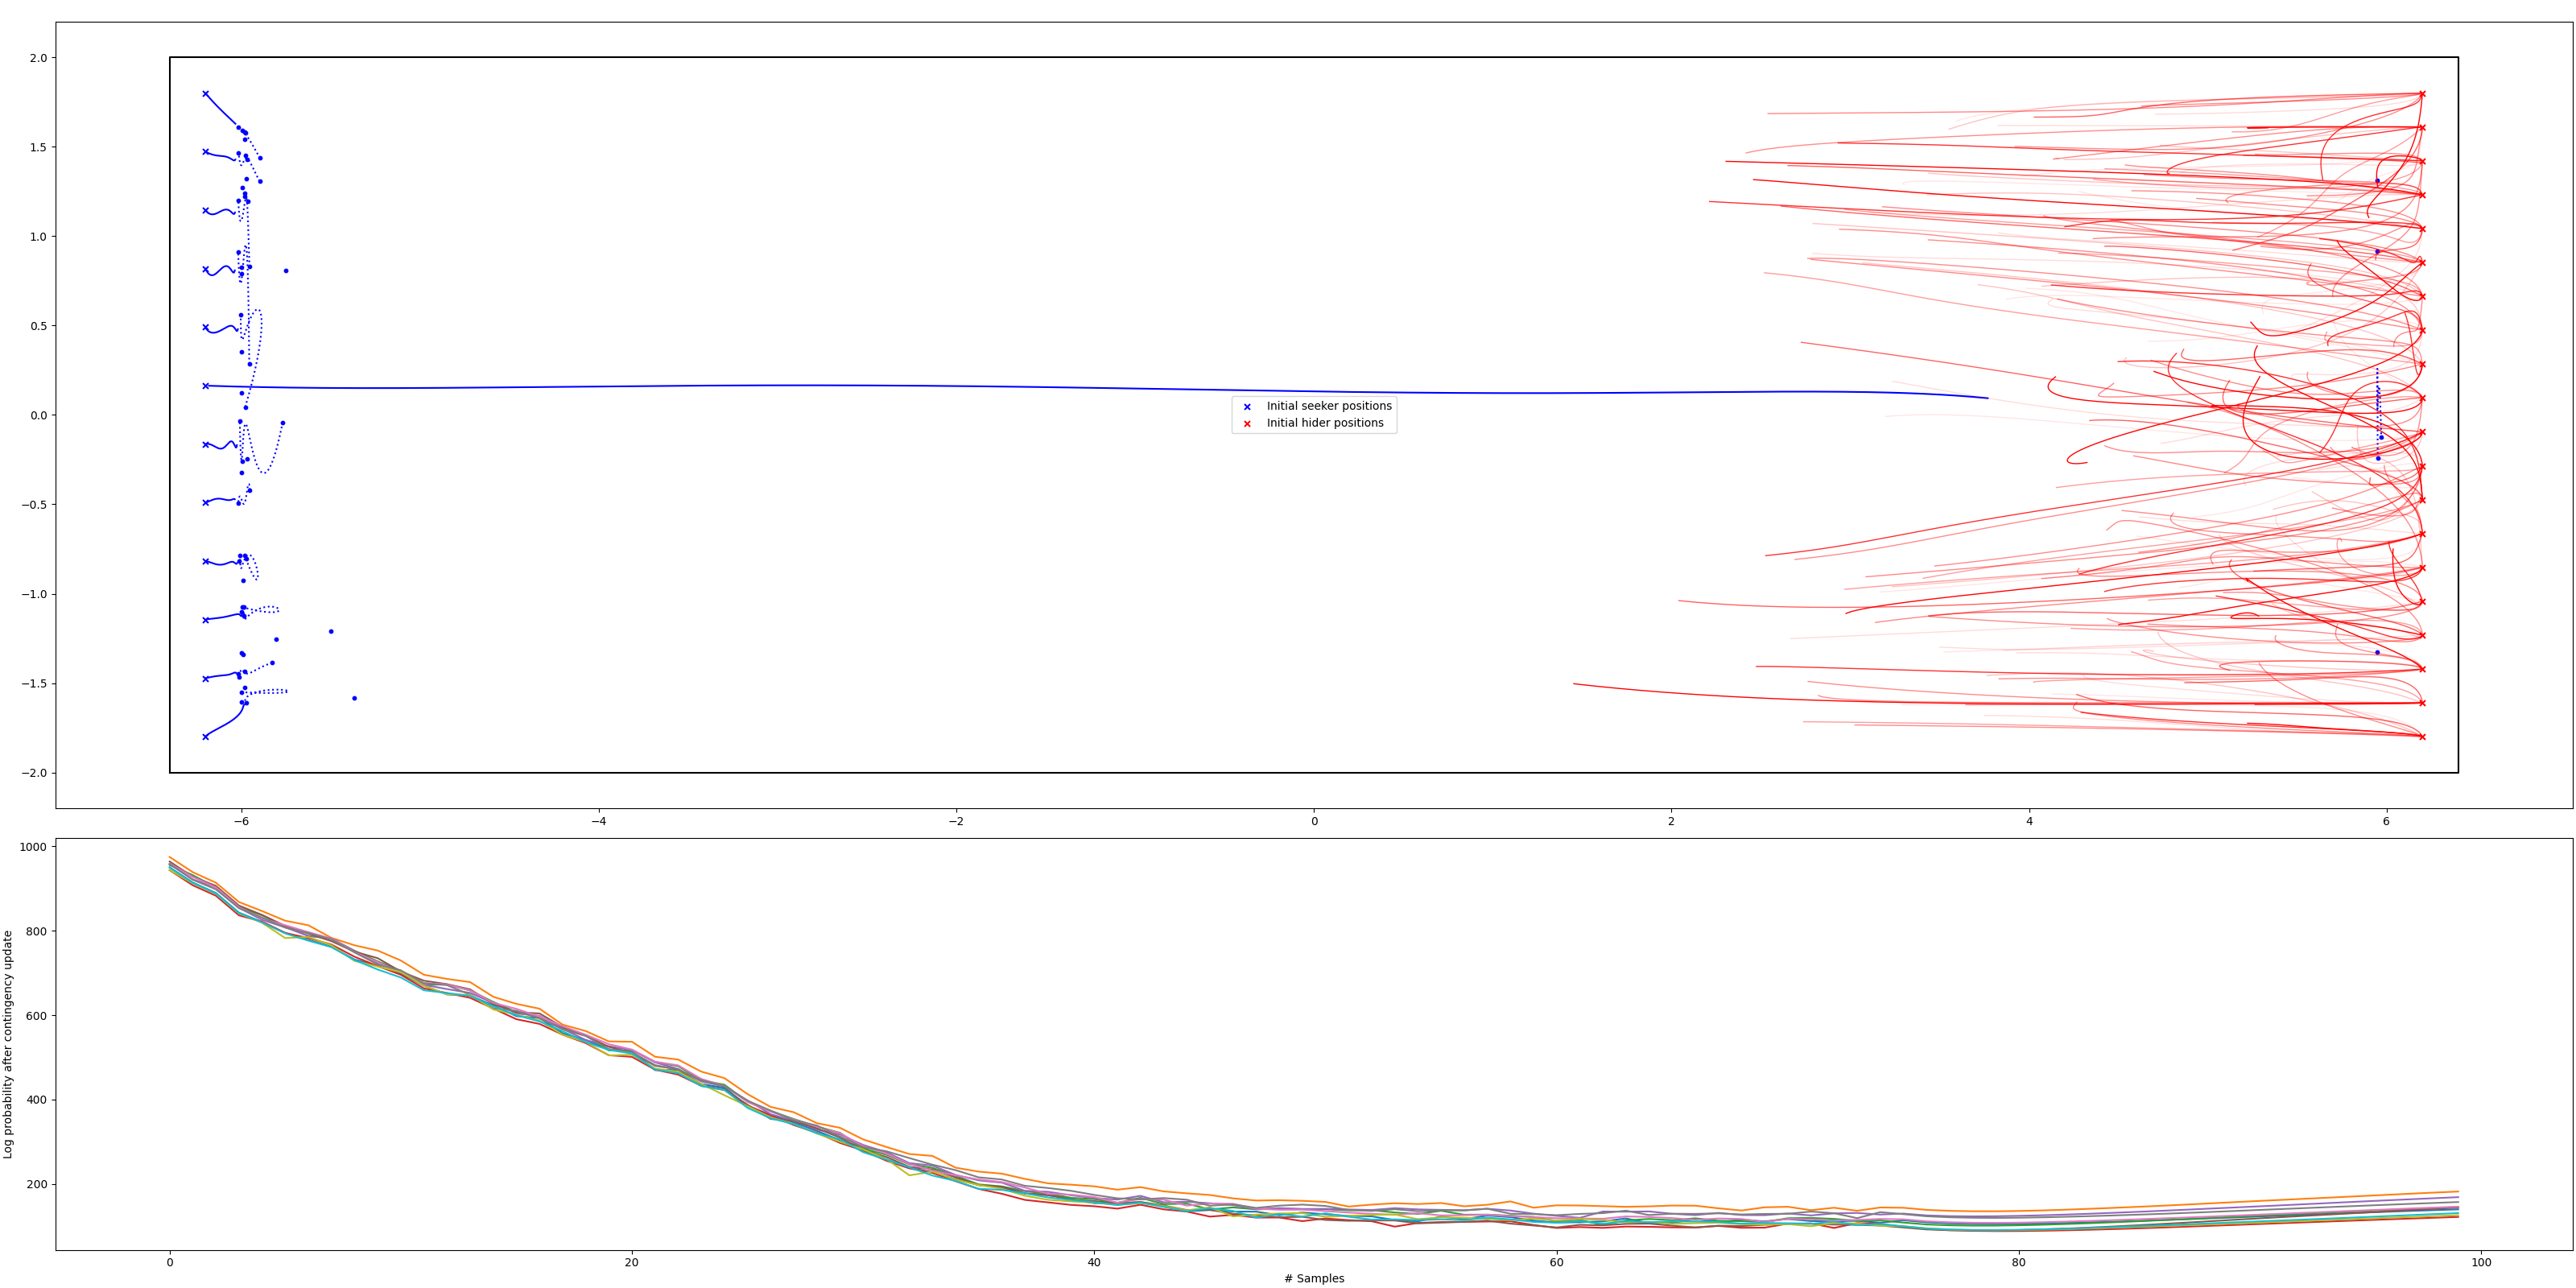 2.0
1.5
1.0
0.5
0.0
−0.5
−1.0
−1.5
−2.0
Initial seeker positions
Initial hider positions
−6 −4 −2 0 2 4 6
1000
800
600
400
200
Log probability after contingency update
0 20 40 60 80 100
# Samples